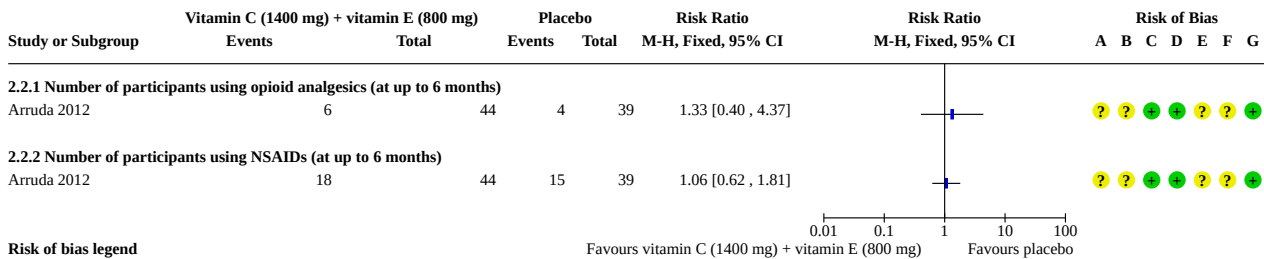 Vitamin C (1400 mg) + vitamin E (800 mg) Placebo Risk Ratio Risk Ratio Risk of Bias
Study or Subgroup Events Total Events Total M-H, Fixed, 95% CI M-H, Fixed, 95% CI A B C D E F G
2.2.1 Number of participants using opioid analgesics (at up to 6 months)
Arruda 2012 6 44 4 39 1.33 [0.40 , 4.37] ? ? + + ? ? +
2.2.2 Number of participants using NSAIDs (at up to 6 months)
Arruda 2012 18 44 15 39 1.06 [0.62 , 1.81] ? ? + + ? ? +
0.01 0.1 1 10 100
Risk of bias legend Favours vitamin C (1400 mg) + vitamin E (800 mg) Favours placebo